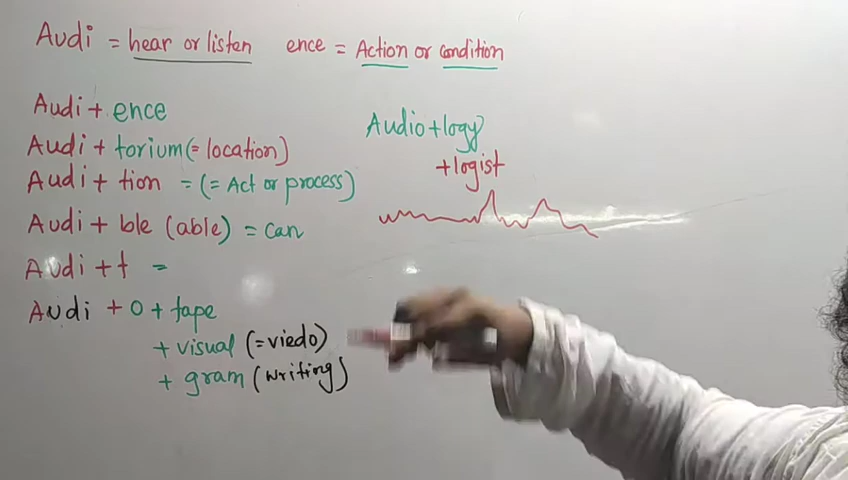 Audi = hear or listen ence = Action or condition
Audi + ence
Audi + torium (= location)
Audi + tion = (= Act or process)
Audi + ble (able) = can
Audi + t =
Audi + o + tape
+ visual (= viedo)
+ gram (writing)
Audio + logy
+ logist